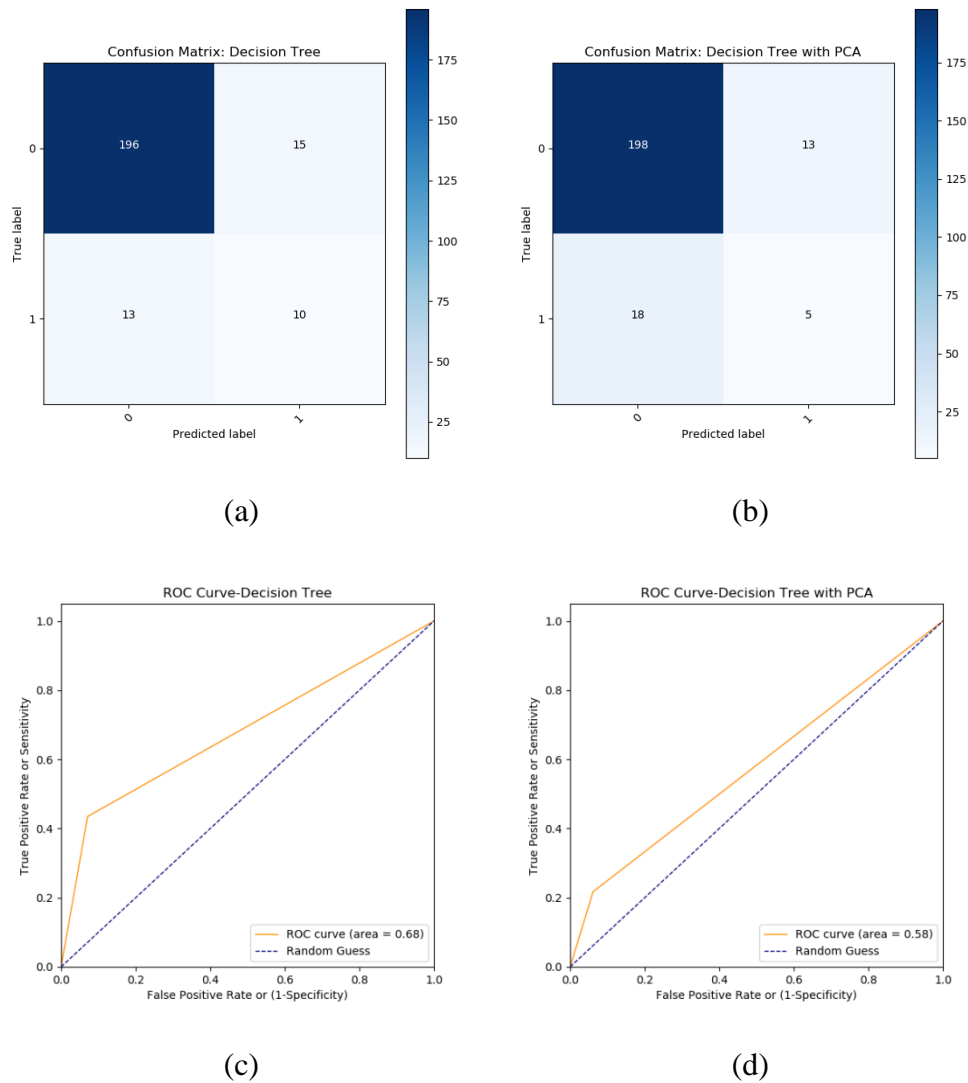 Confusion Matrix: Decision Tree
0
1
True label
196
15
13
10
0
1
Predicted label
175
150
125
100
75
50
25
(a)
Confusion Matrix: Decision Tree with PCA
0
1
True label
198
13
18
5
0
1
Predicted label
175
150
125
100
75
50
25
(b)
ROC Curve-Decision Tree
True Positive Rate or Sensitivity
1.0
0.8
0.6
0.4
0.2
0.0
ROC curve (area = 0.68)
Random Guess
0.0 0.2 0.4 0.6 0.8 1.0
False Positive Rate or (1-Specificity)
(c)
ROC Curve-Decision Tree with PCA
True Positive Rate or Sensitivity
1.0
0.8
0.6
0.4
0.2
0.0
ROC curve (area = 0.58)
Random Guess
0.0 0.2 0.4 0.6 0.8 1.0
False Positive Rate or (1-Specificity)
(d)